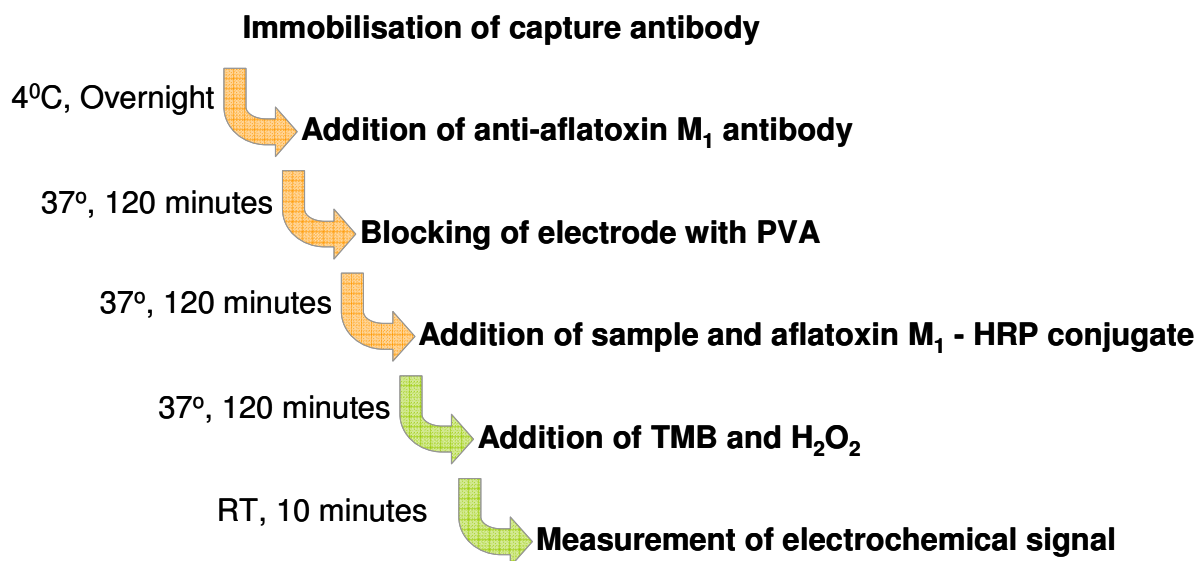 Immobilisation of capture antibody
4⁰C, Overnight
Addition of anti-aflatoxin M₁ antibody
37º, 120 minutes
Blocking of electrode with PVA
37º, 120 minutes
Addition of sample and aflatoxin M₁ - HRP conjugate
37º, 120 minutes
Addition of TMB and H₂O₂
RT, 10 minutes
Measurement of electrochemical signal